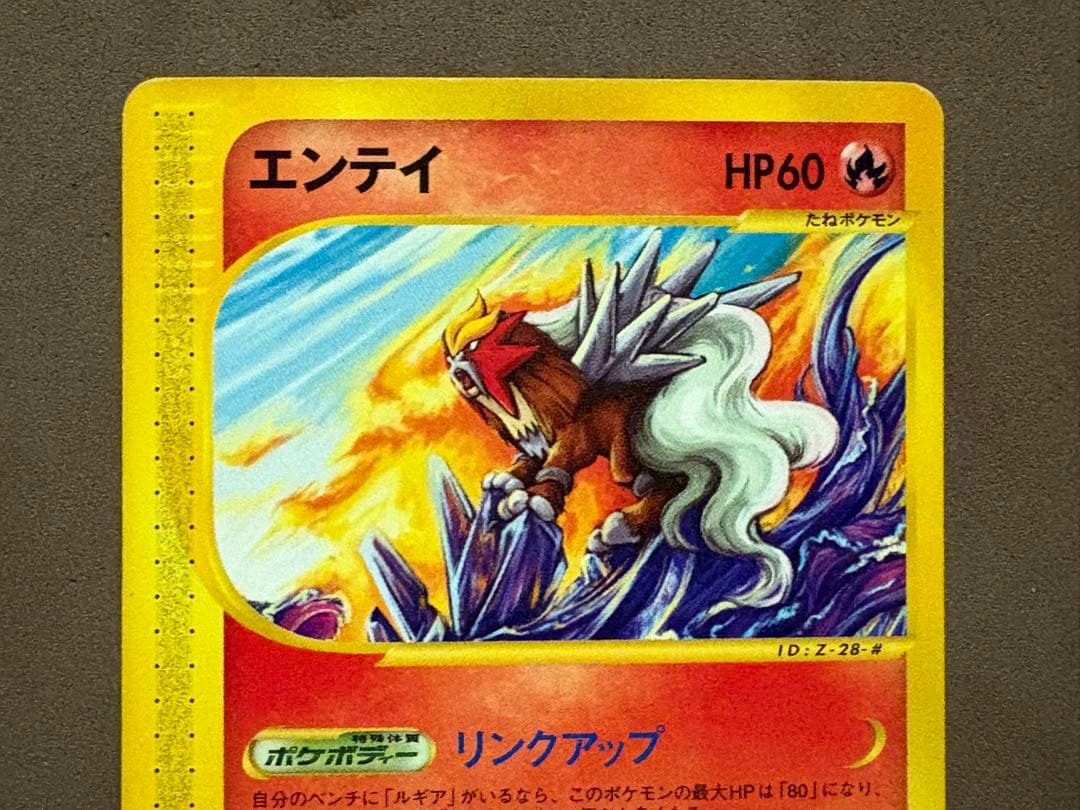 エンテイ HP60
たねポケモン
ID:Z-28-#
特殊体質
ポケボディー リンクアップ
自分のベンチに「ルギア」がいるなら、このポケモンの最大HPは「80」になり、